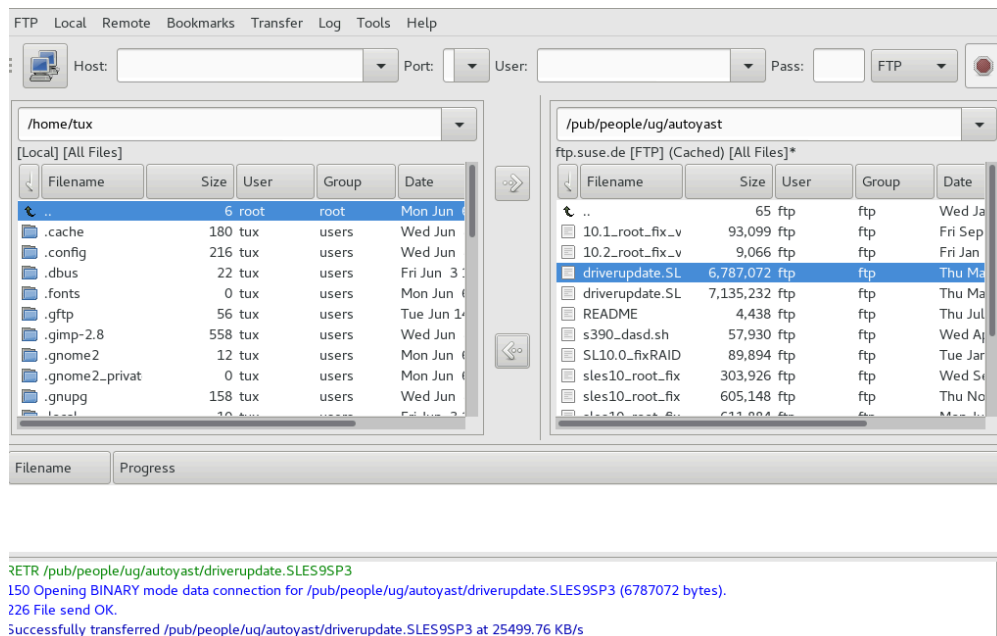 FTP Local Remote Bookmarks Transfer Log Tools Help
Host: Port: User: Pass: FTP
/home/tux
[Local] [All Files]
Filename Size User Group Date
.. 6 root root Mon Jun
.cache 180 tux users Wed Jun
.config 216 tux users Wed Jun
.dbus 22 tux users Fri Jun 3
.fonts 0 tux users Mon Jun
.gftp 56 tux users Tue Jun 14
.gimp-2.8 558 tux users Wed Jun
.gnome2 12 tux users Mon Jun
.gnome2_privat 0 tux users Mon Jun
.gnupg 158 tux users Wed Jun
/pub/people/ug/autoyast
ftp.suse.de [FTP] (Cached) [All Files]*
Filename Size User Group Date
.. 65 ftp ftp Wed Ja
10.1_root_fix_v 93,099 ftp ftp Fri Sep
10.2_root_fix_v 9,066 ftp ftp Fri Jan
driverupdate.SL 6,787,072 ftp ftp Thu Ma
driverupdate.SL 7,135,232 ftp ftp Thu Ma
README 4,438 ftp ftp Thu Jul
s390_dasd.sh 57,930 ftp ftp Wed Ap
SL10.0_fixRAID 89,894 ftp ftp Tue Jan
sles10_root_fix 303,926 ftp ftp Wed Se
sles10_root_fix 605,148 ftp ftp Thu No
sles10_root_fix 611,884 ftp ftp Mon Ju
Filename Progress
RETR /pub/people/ug/autoyast/driverupdate.SLES9SP3
150 Opening BINARY mode data connection for /pub/people/ug/autoyast/driverupdate.SLES9SP3 (6787072 bytes).
226 File send OK.
Successfully transferred /pub/people/ug/autoyast/driverupdate.SLES9SP3 at 25499.76 KB/s